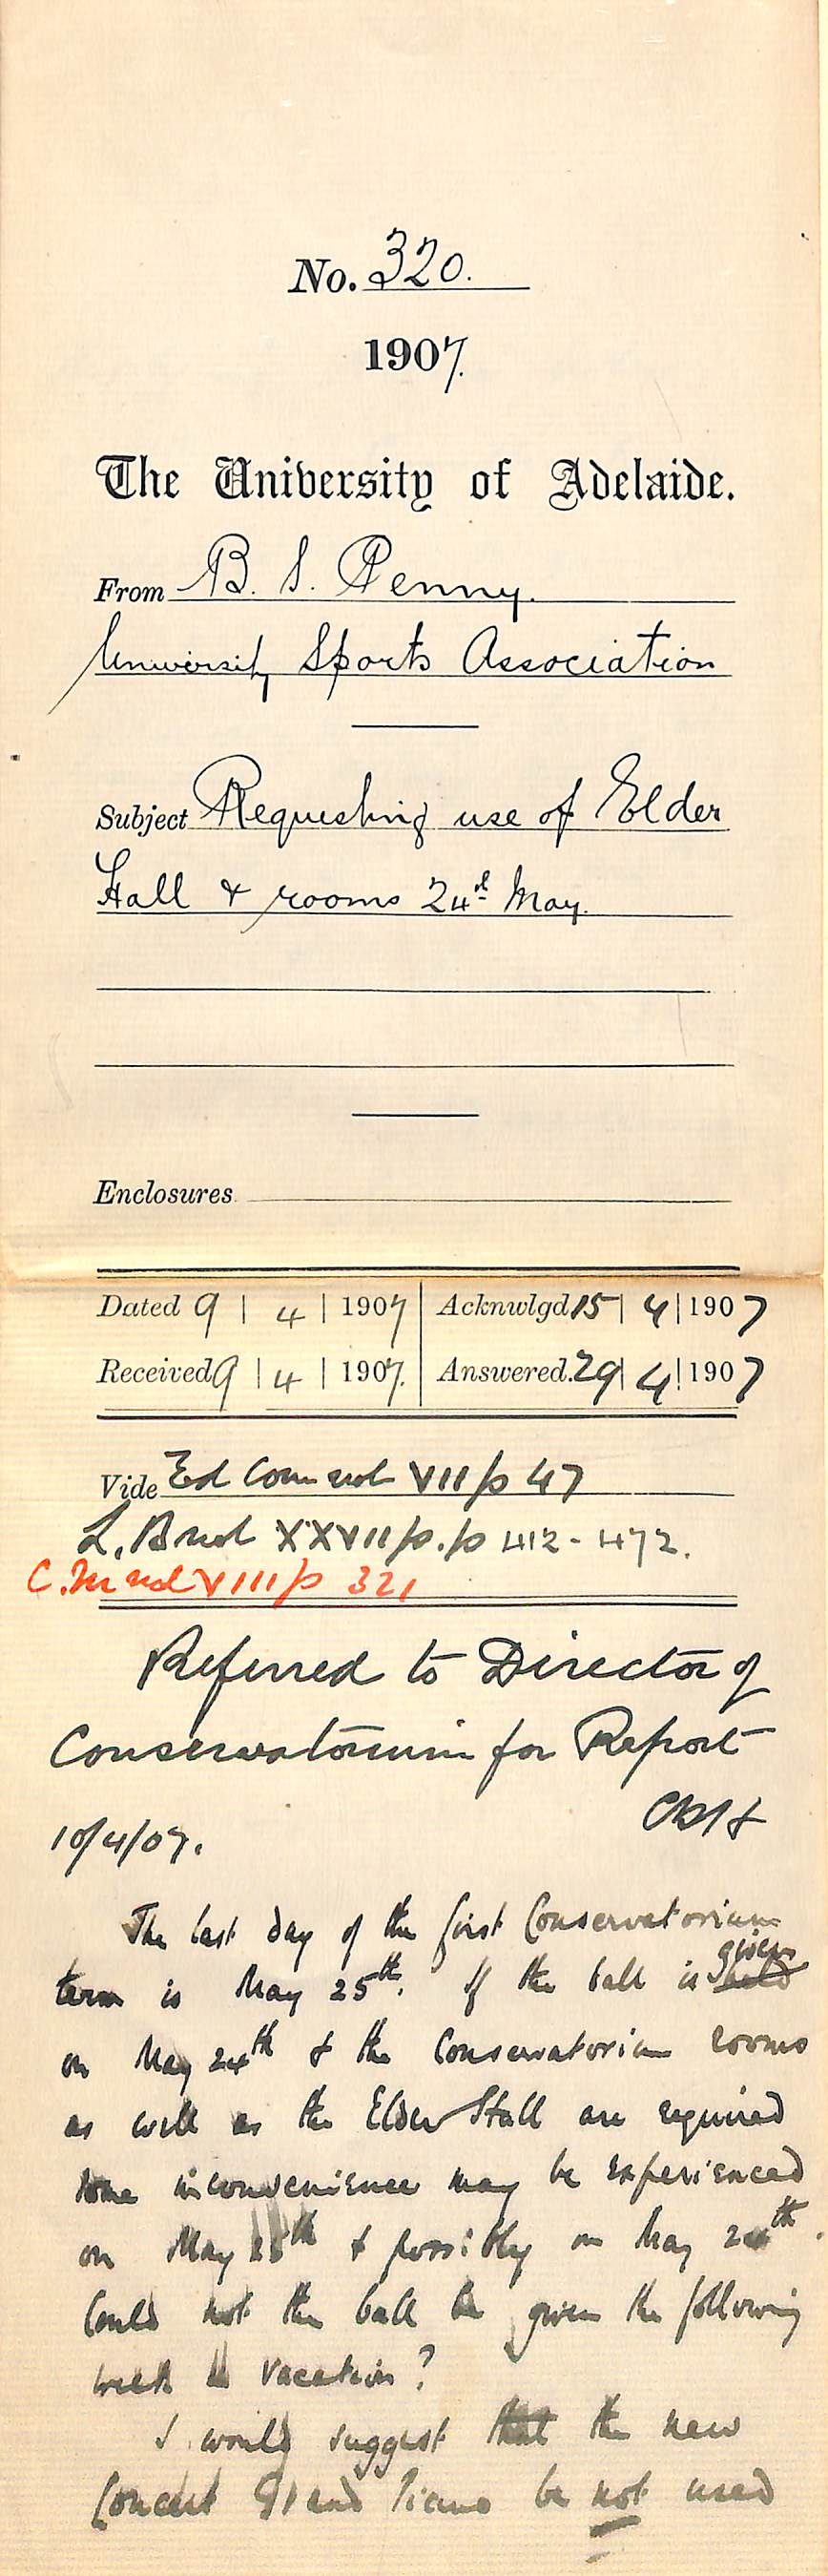 No. 320.
1907.
The University of Adelaide.
From B. S. Penny.
University Sports Association
Subject Requesting use of Elder
Hall & rooms 24th May.
Enclosures
Dated 9 | 4 | 1907 Acknwlgd 15 | 4 | 1907
Received 9 | 4 | 1907. Answered. 29 | 4 | 1907
Vide Ed Com vol VII p 47
L. B vol XXVII p.p 412-472.
C.M vol VIII p 321
Referred to Director of
Conservatorium for Report
10/4/07.
The last day of the first Conservatorium
term is May 25th. If the ball is held given
on May 24th & the Conservatorium rooms
as well as the Elder Hall are required
some inconvenience may be experienced
on May 25th & possibly on May 24th.
Could not the ball be given the following
week in vacation?
I would suggest that the new
Concert Grand Piano be not used